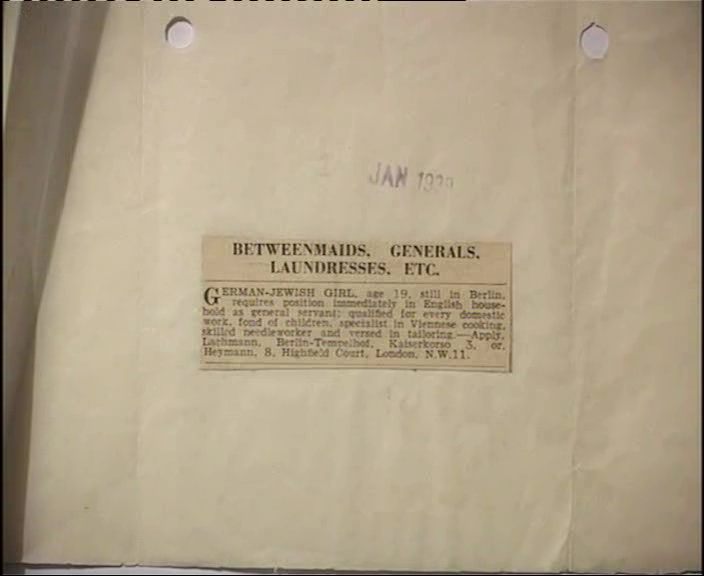 JAN 1939
BETWEENMAIDS, GENERALS,
LAUNDRESSES, ETC.
GERMAN-JEWISH GIRL, age 19, still in Berlin,
requires position immediately in English house-
hold as general servant; qualified for every domestic
work, fond of children, specialist in Viennese cooking,
skilled needleworker and versed in tailoring.—Apply,
Lachmann, Berlin-Tempelhof, Kaiserkorso 3, or,
Heymann, 8, Highfield Court, London, N.W.11.